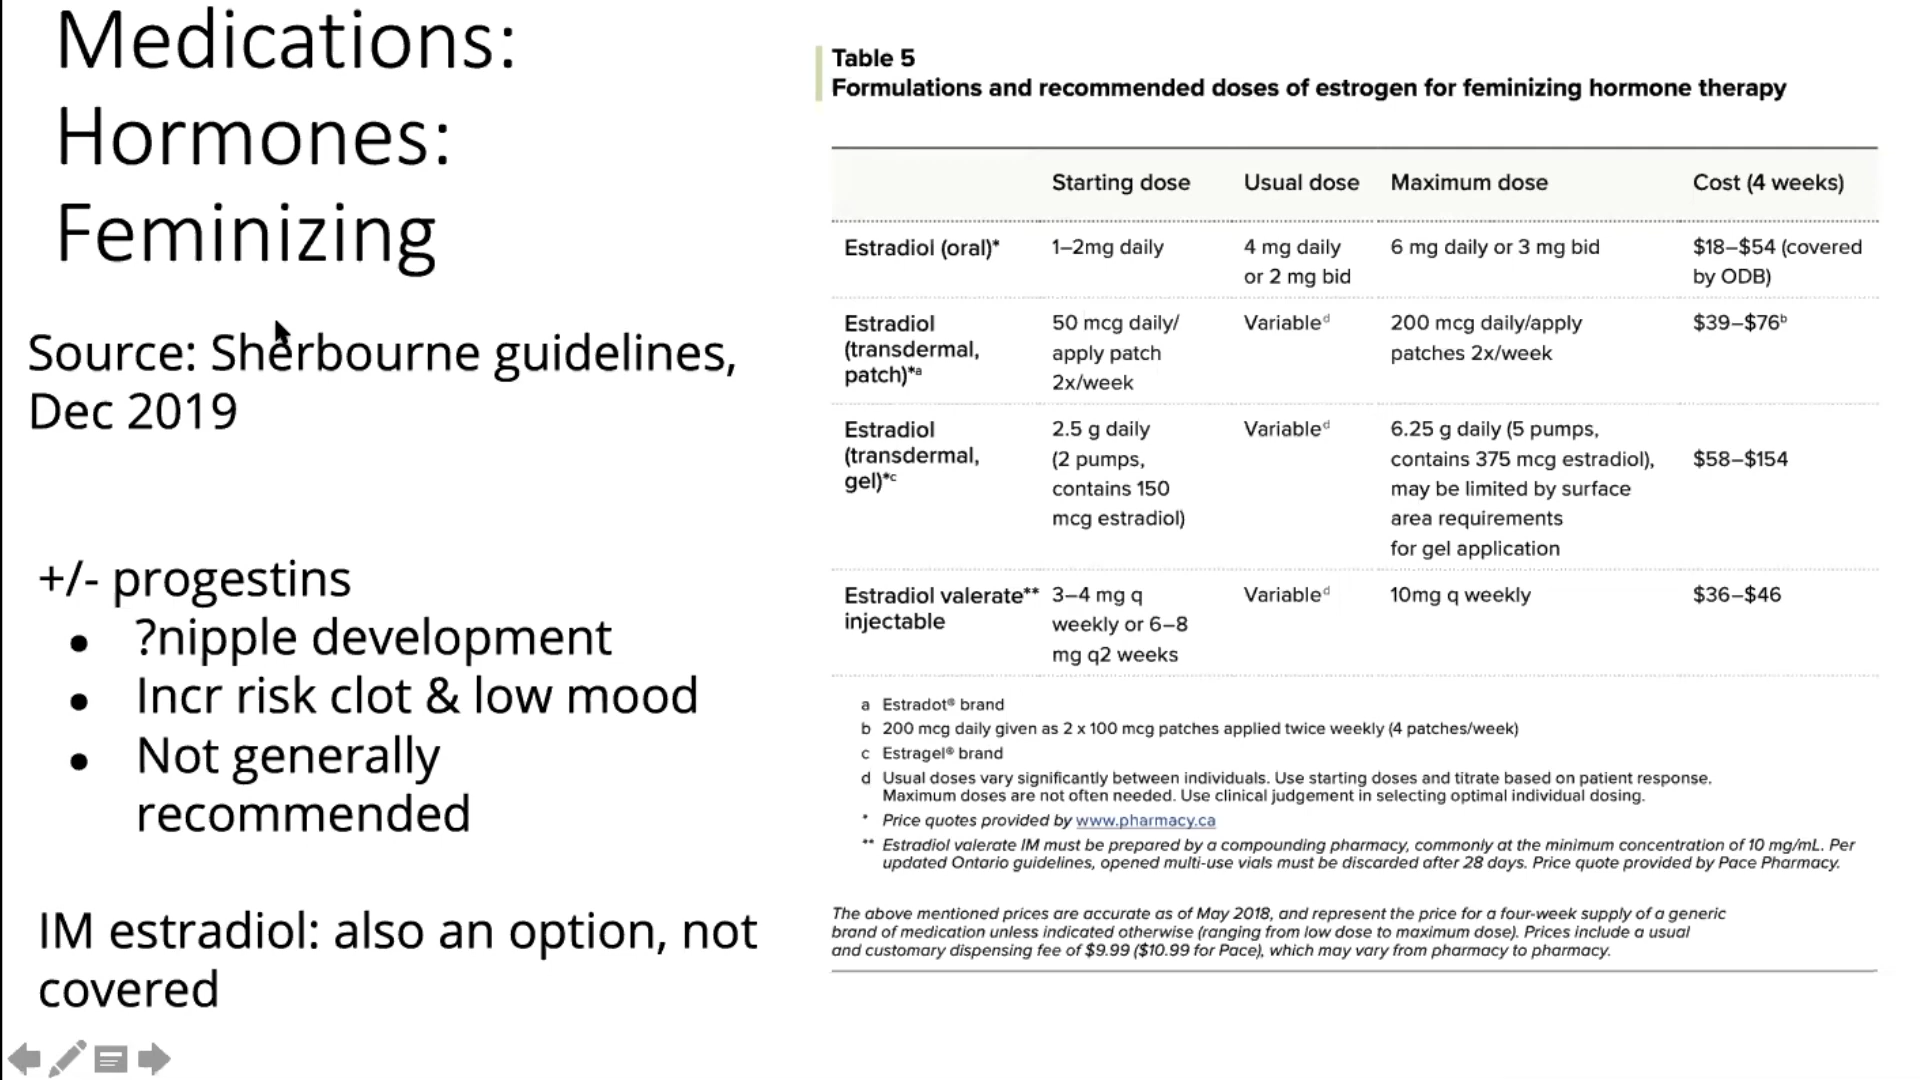 Medications:
Hormones:
Feminizing
Source: Sherbourne guidelines,
Dec 2019
+/- progestins
● ?nipple development
● Incr risk clot & low mood
● Not generally
recommended
IM estradiol: also an option, not
covered
Table 5
Formulations and recommended doses of estrogen for feminizing hormone therapy
Starting dose Usual dose Maximum dose Cost (4 weeks)
Estradiol (oral)* 1–2mg daily 4 mg daily 6 mg daily or 3 mg bid $18–$54 (covered
or 2 mg bid by ODB)
Estradiol 50 mcg daily/ Variableᵈ 200 mcg daily/apply $39–$76ᵇ
(transdermal, apply patch patches 2x/week
patch)*ᵃ 2x/week
Estradiol 2.5 g daily Variableᵈ 6.25 g daily (5 pumps,
(transdermal, (2 pumps, contains 375 mcg estradiol), $58–$154
gel)*ᶜ contains 150 may be limited by surface
mcg estradiol) area requirements
for gel application
Estradiol valerate** 3–4 mg q Variableᵈ 10mg q weekly $36–$46
injectable weekly or 6–8
mg q2 weeks
a Estradot® brand
b 200 mcg daily given as 2 x 100 mcg patches applied twice weekly (4 patches/week)
c Estragel® brand
d Usual doses vary significantly between individuals. Use starting doses and titrate based on patient response.
Maximum doses are not often needed. Use clinical judgement in selecting optimal individual dosing.
* Price quotes provided by www.pharmacy.ca
** Estradiol valerate IM must be prepared by a compounding pharmacy, commonly at the minimum concentration of 10 mg/mL. Per
updated Ontario guidelines, opened multi-use vials must be discarded after 28 days. Price quote provided by Pace Pharmacy.
The above mentioned prices are accurate as of May 2018, and represent the price for a four-week supply of a generic
brand of medication unless indicated otherwise (ranging from low dose to maximum dose). Prices include a usual
and customary dispensing fee of $9.99 ($10.99 for Pace), which may vary from pharmacy to pharmacy.